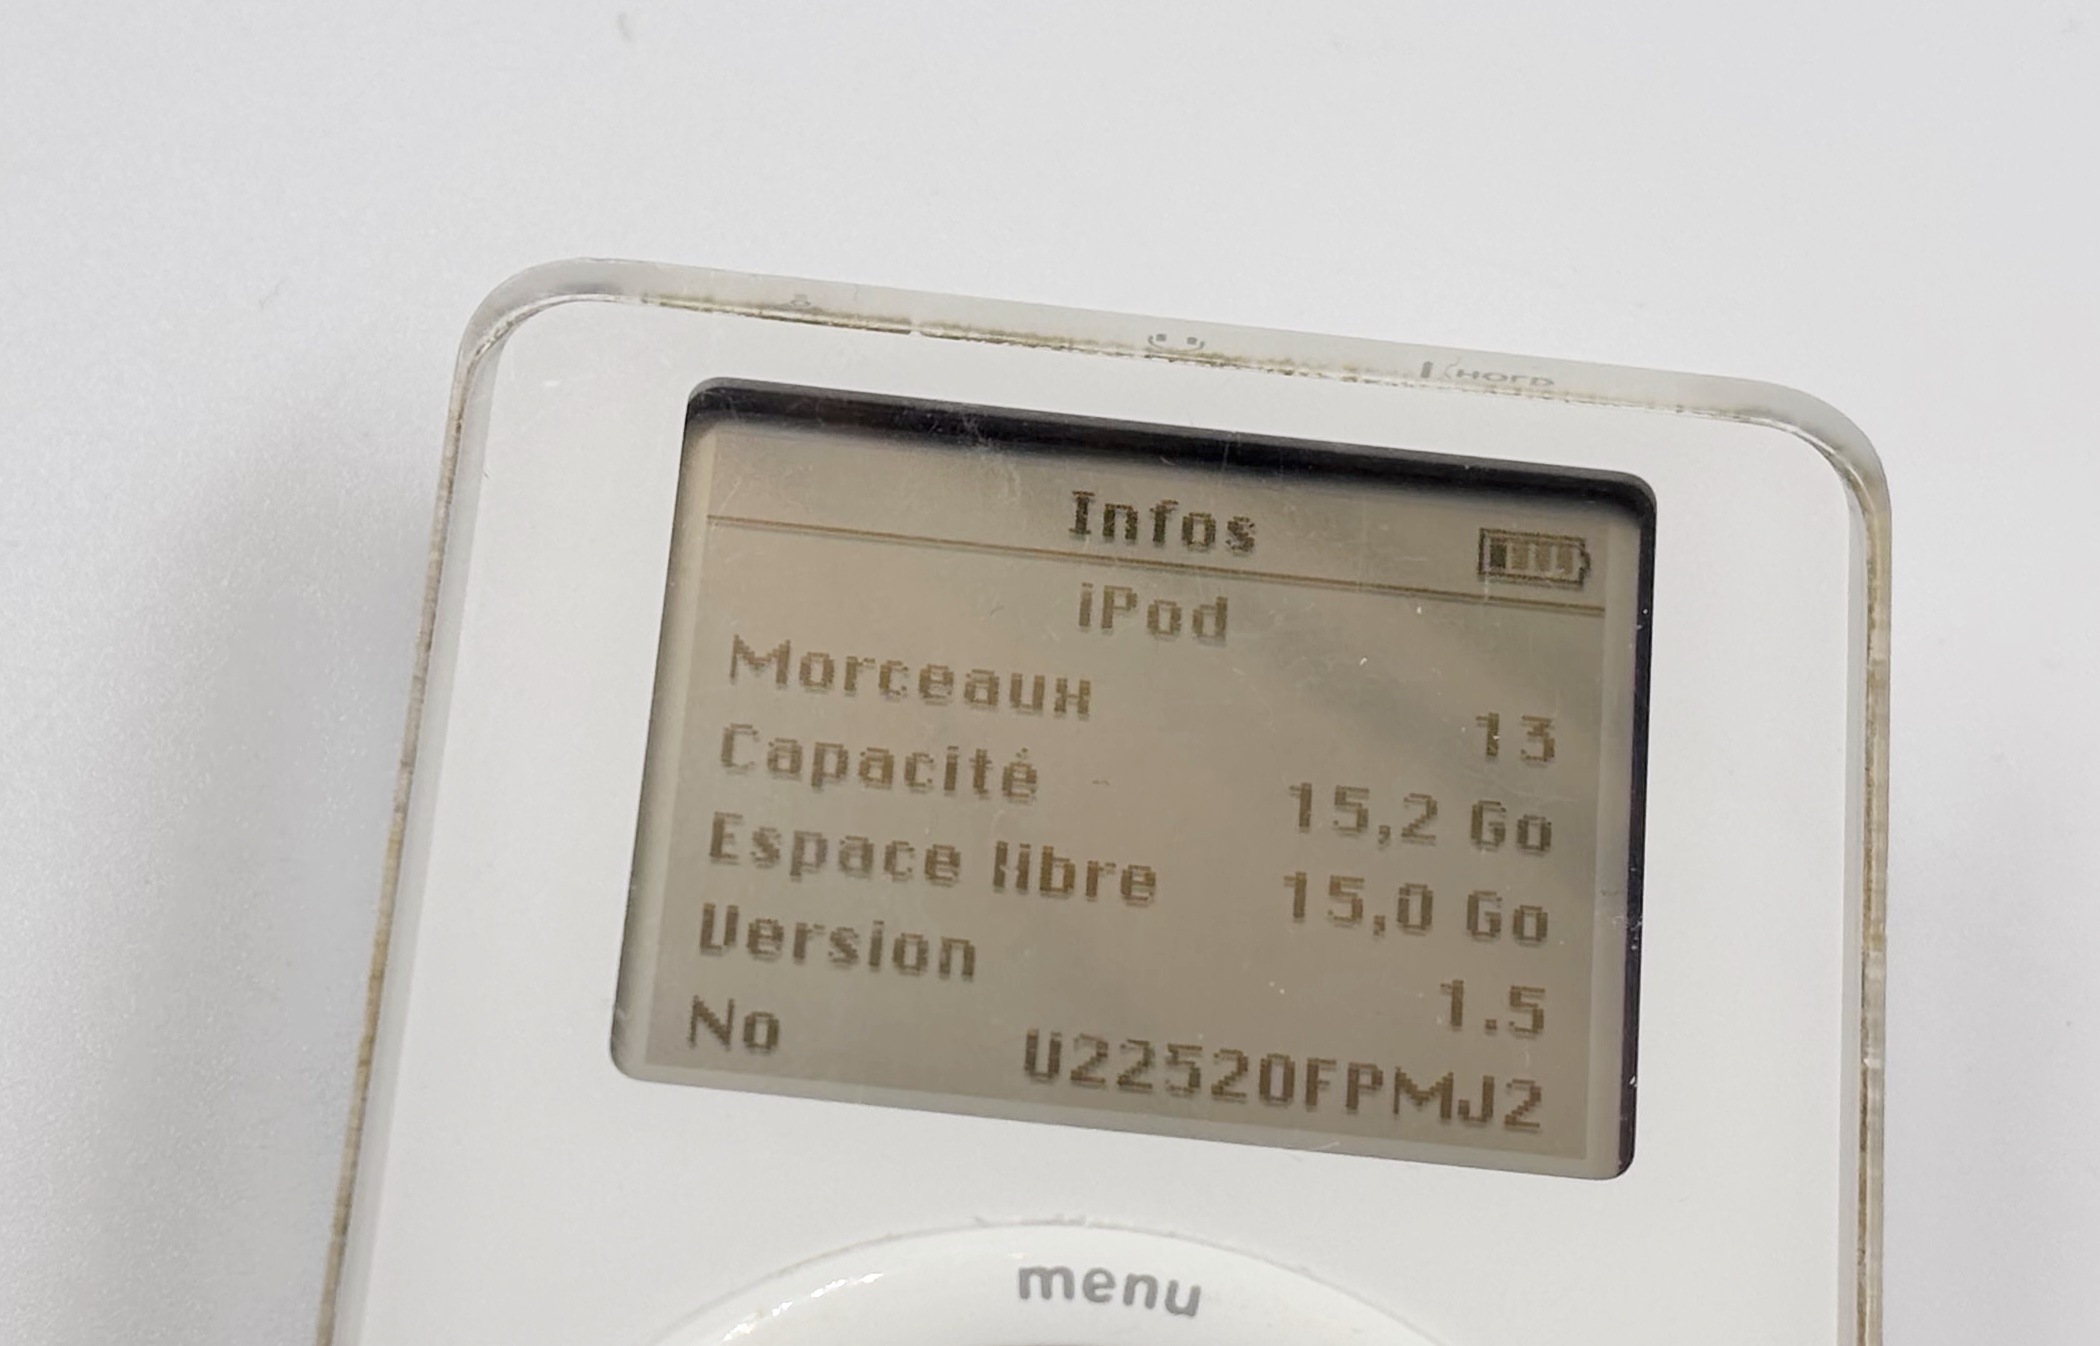 HOLD
Infos
iPod
Morceaux 13
Capacité 15,2 Go
Espace libre 15,0 Go
Version 1.5
No U22520FPMJ2
menu